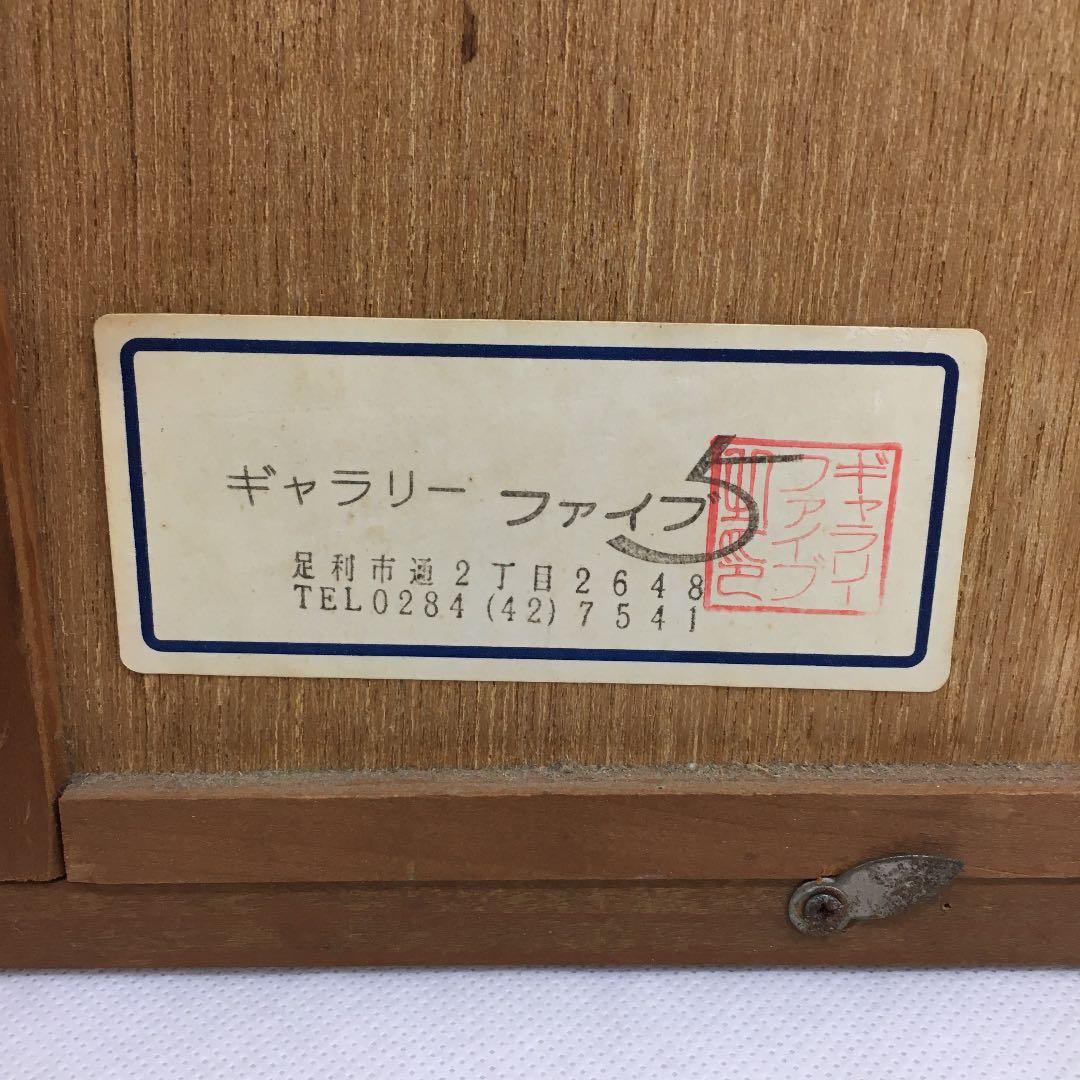 ギャラリー ファイブ 5
足利市通2丁目2648
TEL0284(42)7541
ギャラリー
ファイブ